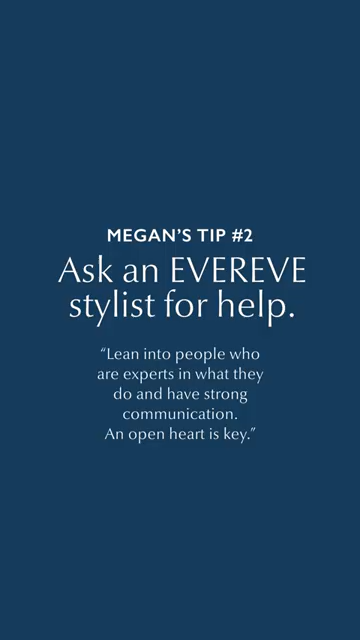 MEGAN’S TIP #2
Ask an EVEREVE
stylist for help.
“Lean into people who
are experts in what they
do and have strong
communication.
An open heart is key.”